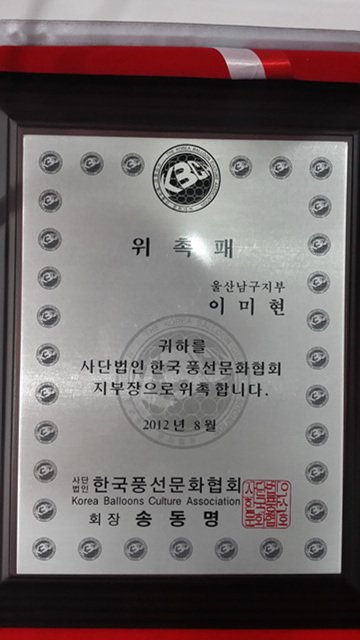 KBC
위촉패
울산남구지부
이미현
귀하를
사단법인 한국 풍선문화협회
지부장으로 위촉합니다.
2012년 8월
사단법인 한국풍선문화협회
Korea Balloons Culture Association
회장 송동명